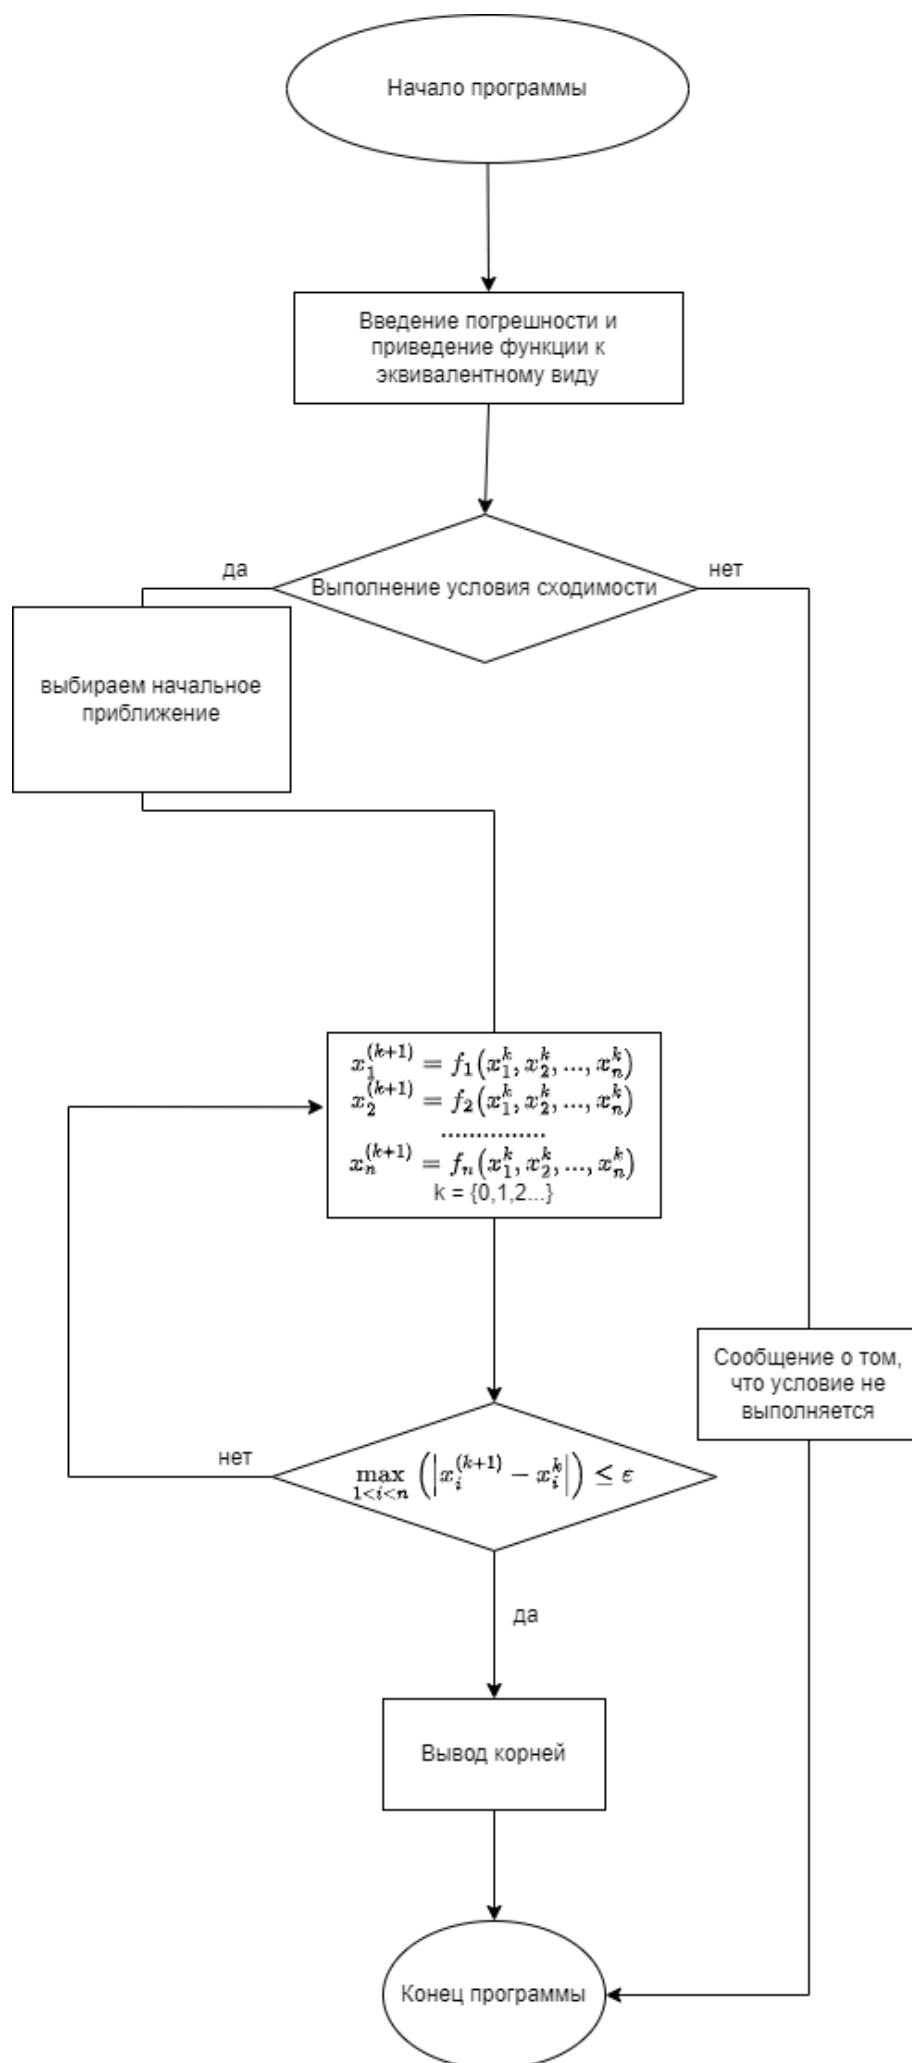 Начало программы
Введение погрешности и
приведение функции к
эквивалентному виду
да
Выполнение условия сходимости
нет
выбираем начальное
приближение
x_1^{(k+1)} = f_1(x_1^k, x_2^k, ..., x_n^k)
x_2^{(k+1)} = f_2(x_1^k, x_2^k, ..., x_n^k)
...............
x_n^{(k+1)} = f_n(x_1^k, x_2^k, ..., x_n^k)
k = {0,1,2...}
Сообщение о том,
что условие не
выполняется
нет
\max_{1<i<n} (|x_i^{(k+1)} − x_i^k|) ≤ ε
да
Вывод корней
Конец программы